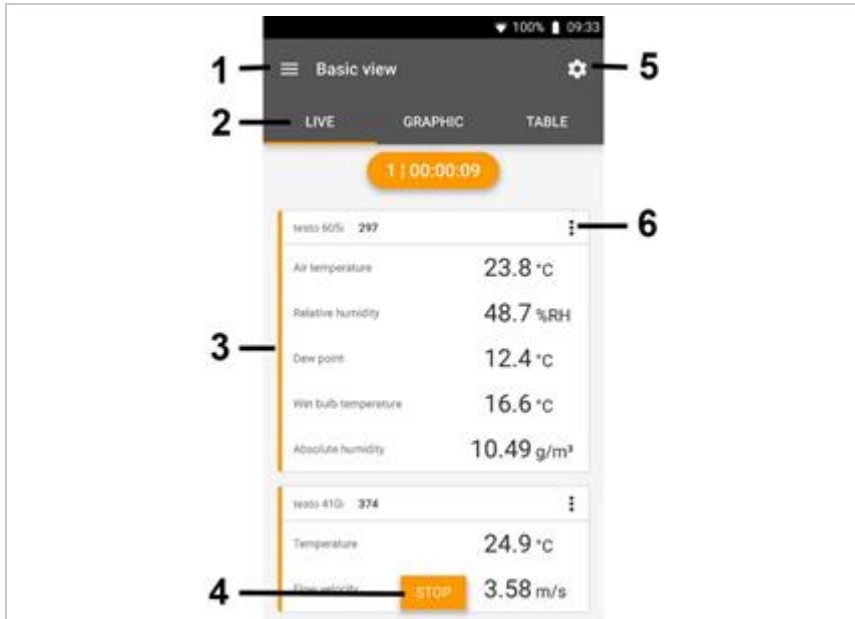 100% 09:33
1 Basic view 5
2 LIVE GRAPHIC TABLE
1 | 00:00:09
testo 605i 297 6
Air temperature 23.8 °C
Relative humidity 48.7 %RH
3
Dew point 12.4 °C
Wet bulb temperature 16.6 °C
Absolute humidity 10.49 g/m³
testo 410i 374
Temperature 24.9 °C
4 Flow velocity STOP 3.58 m/s